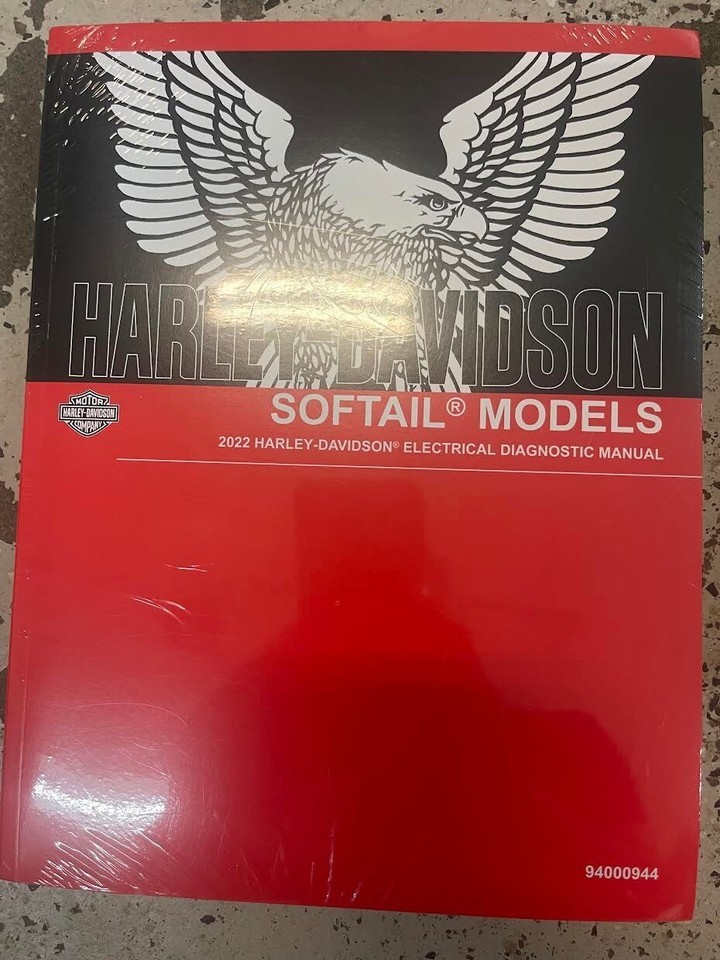 HARLEY-DAVIDSON
SOFTAIL® MODELS
MOTOR
HARLEY-DAVIDSON
COMPANY
2022 HARLEY-DAVIDSON® ELECTRICAL DIAGNOSTIC MANUAL
94000944